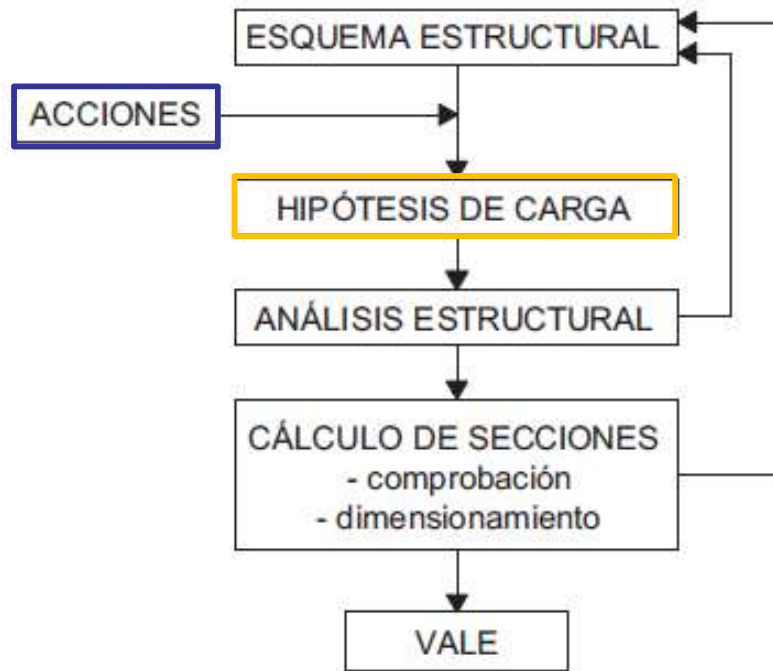 ESQUEMA ESTRUCTURAL
ACCIONES
HIPÓTESIS DE CARGA
ANÁLISIS ESTRUCTURAL
CÁLCULO DE SECCIONES
- comprobación
- dimensionamiento
VALE